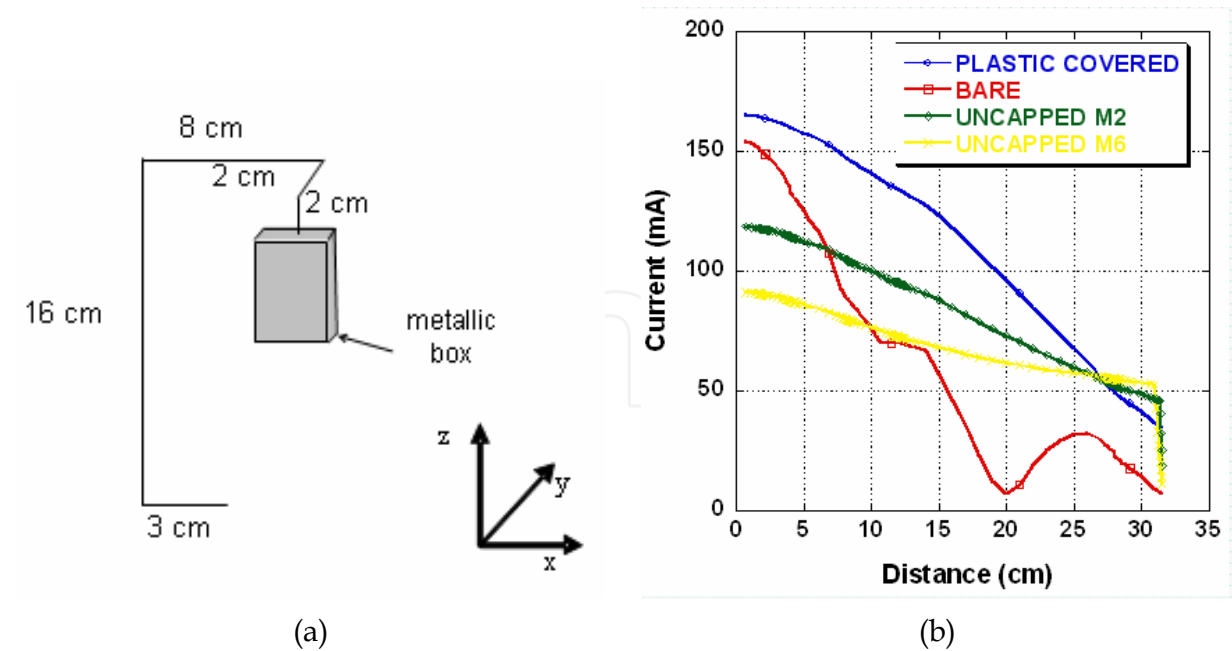 8 cm
2 cm
2 cm
16 cm
metallic
box
z
y
x
3 cm
(a)
200
150
100
50
0
Current (mA)
PLASTIC COVERED
BARE
UNCAPPED M2
UNCAPPED M6
0 5 10 15 20 25 30 35
Distance (cm)
(b)